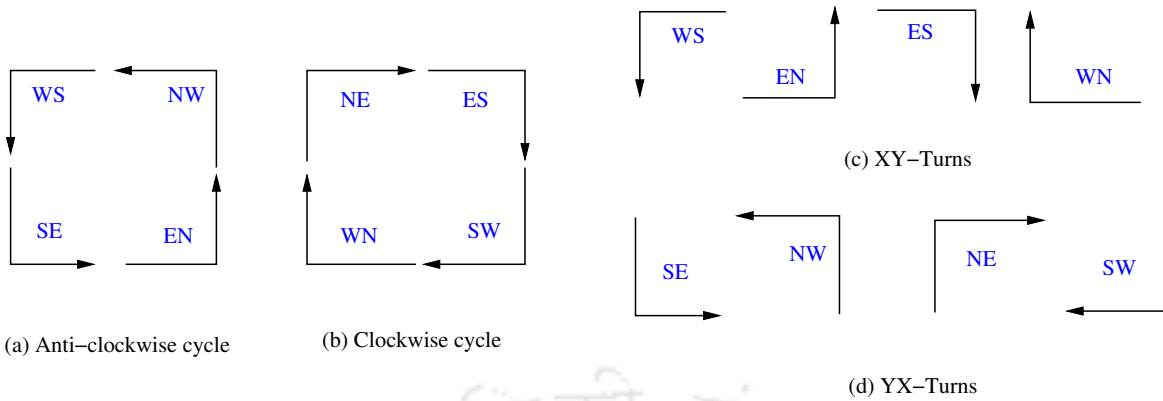 WS NW
SE EN
(a) Anti−clockwise cycle
NE ES
WN SW
(b) Clockwise cycle
WS EN ES WN
(c) XY−Turns
SE NW NE SW
(d) YX−Turns